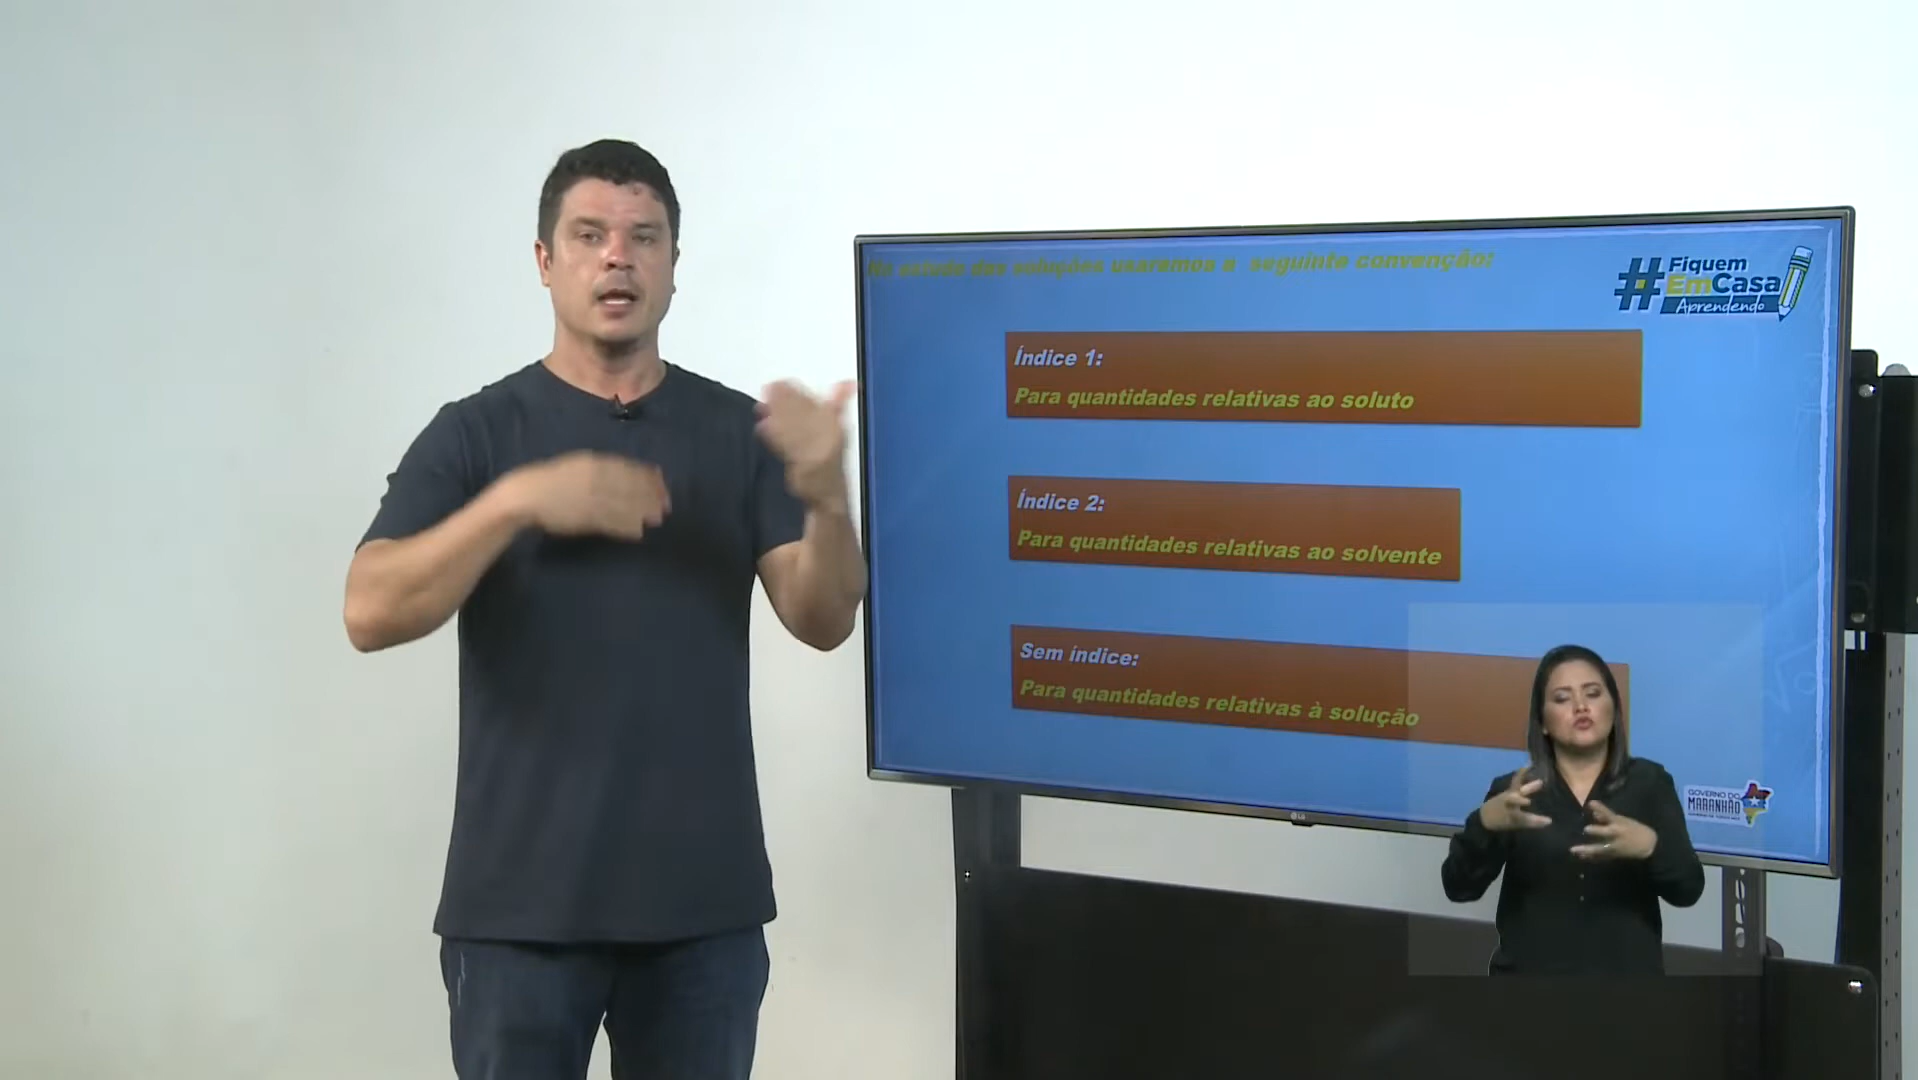 No estudo das soluções usaremos a seguinte convenção:
#Fiquem
EmCasa
Aprendendo
Índice 1:
Para quantidades relativas ao soluto
Índice 2:
Para quantidades relativas ao solvente
Sem índice:
Para quantidades relativas à solução
GOVERNO DO
MARANHÃO
LG